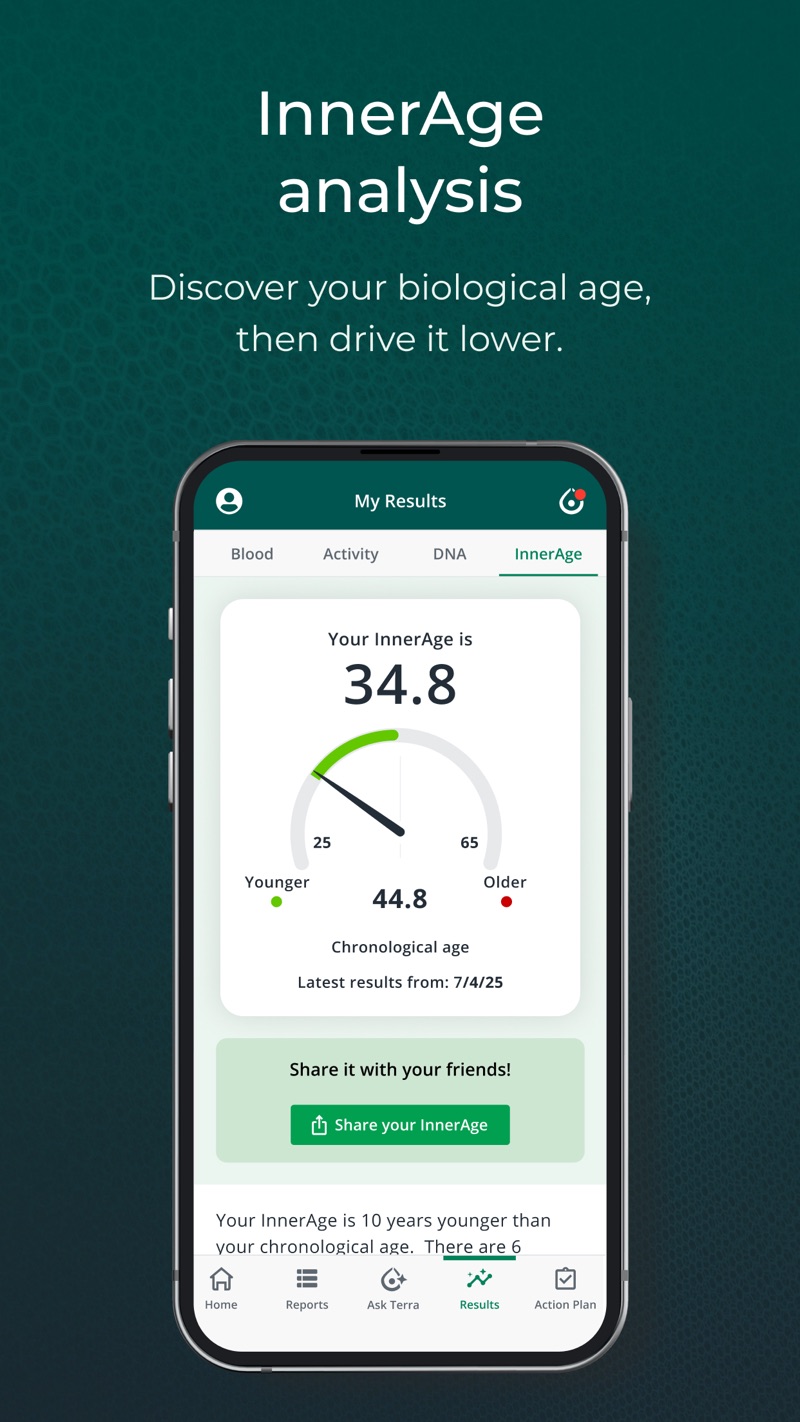 InnerAge
analysis
Discover your biological age,
then drive it lower.
My Results
Blood Activity DNA InnerAge
Your InnerAge is
34.8
25 65
Younger Older
44.8
Chronological age
Latest results from: 7/4/25
Share it with your friends!
Share your InnerAge
Your InnerAge is 10 years younger than
your chronological age. There are 6
Home Reports Ask Terra Results Action Plan